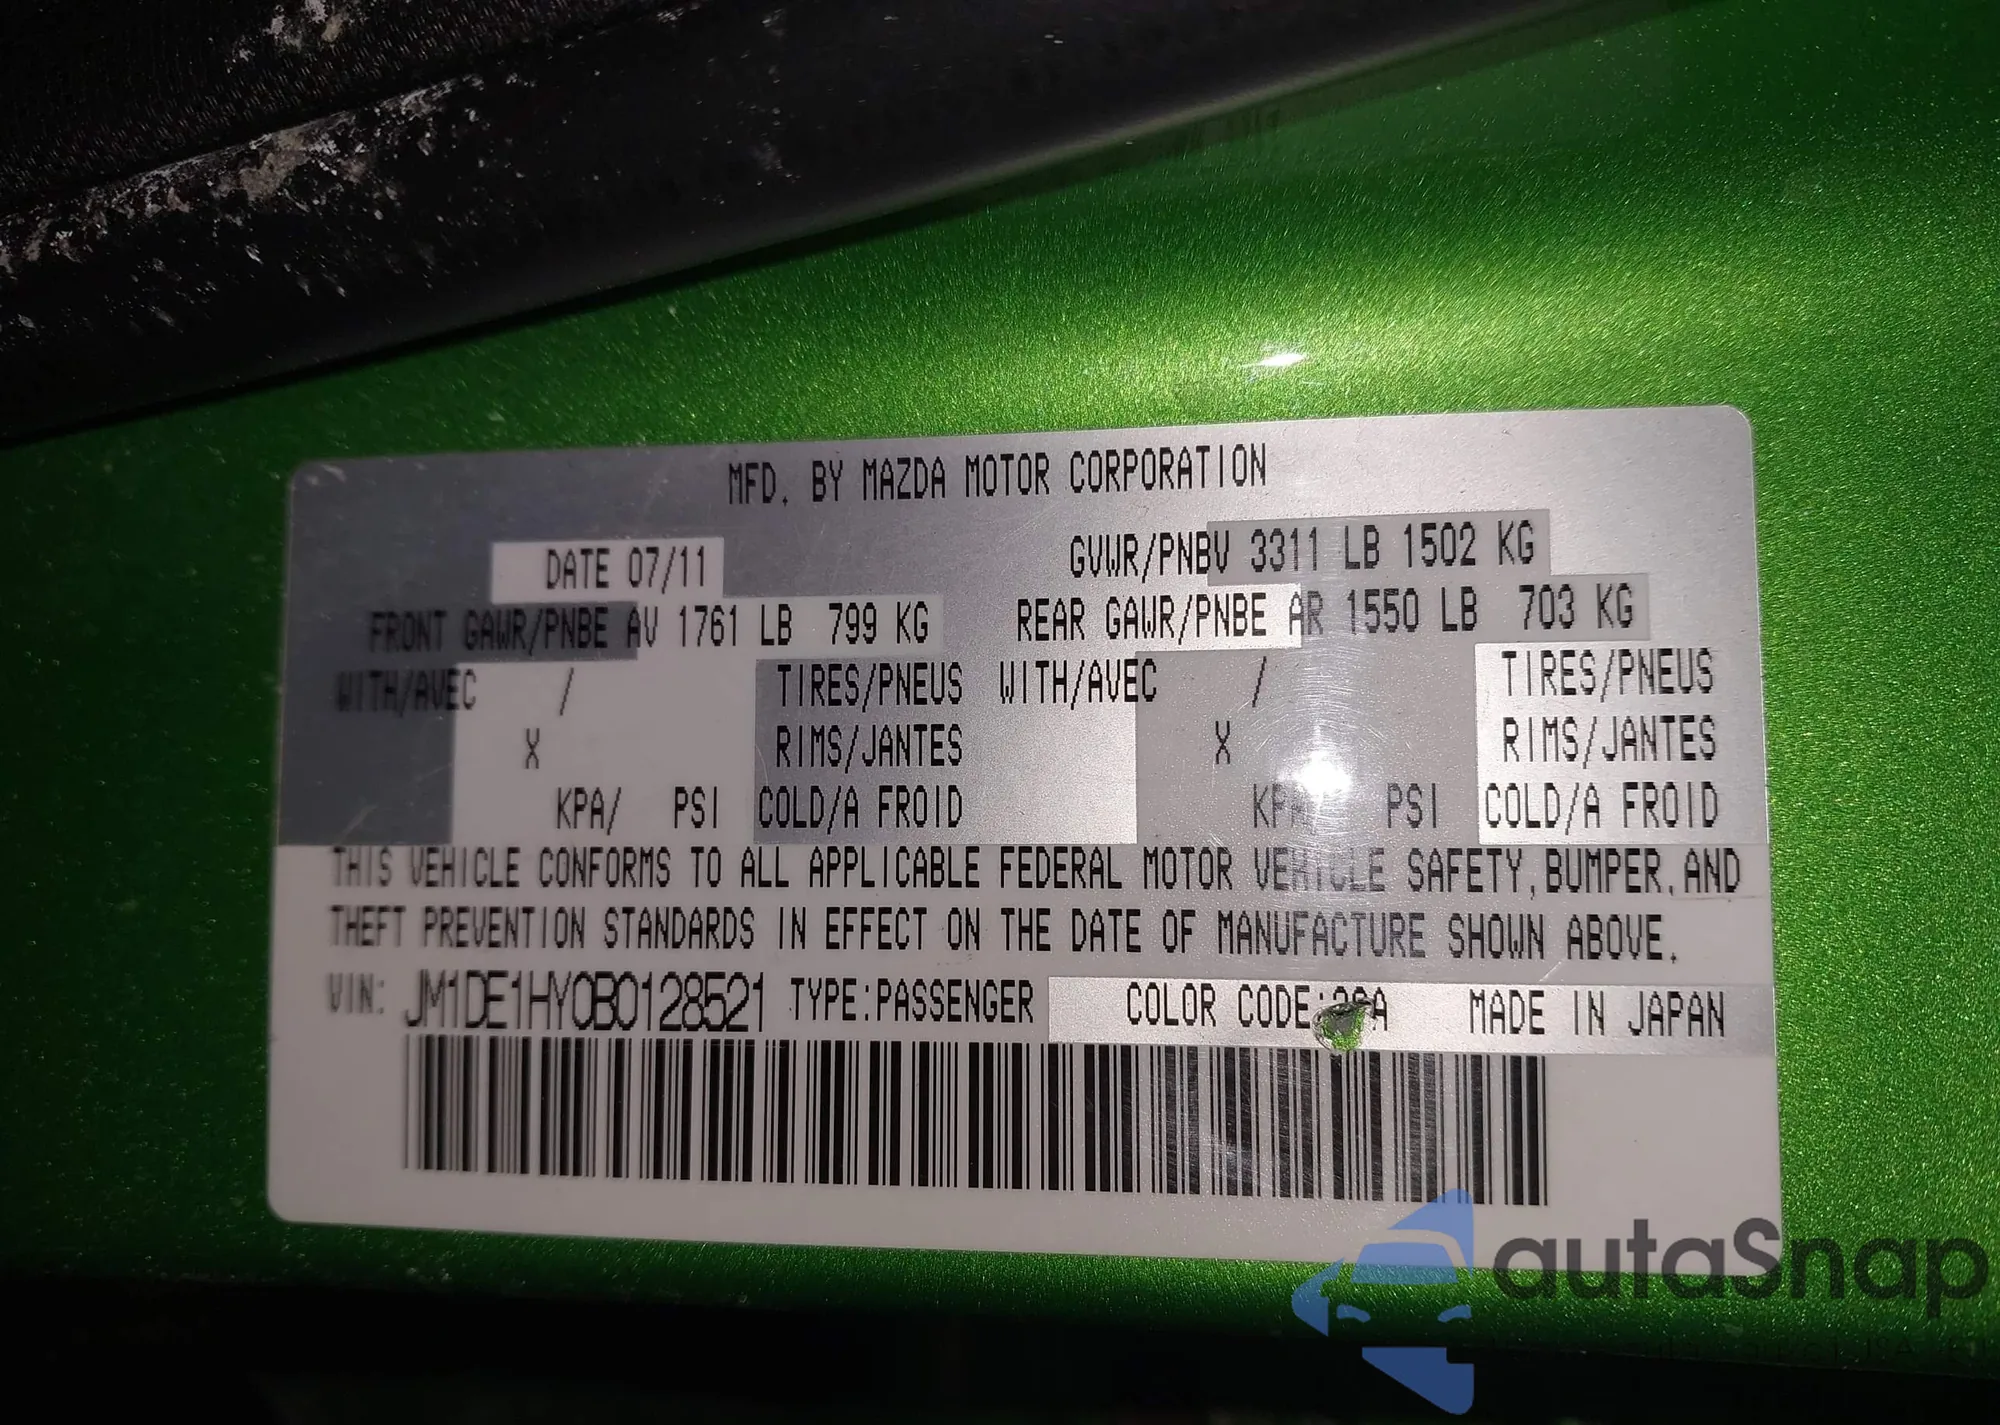 MFD. BY MAZDA MOTOR CORPORATION
DATE 07/11 GVWR/PNBV 3311 LB 1502 KG
FRONT GAWR/PNBE AV 1761 LB 799 KG REAR GAWR/PNBE AR 1550 LB 703 KG
WITH/AVEC / TIRES/PNEUS WITH/AVEC / TIRES/PNEUS
X RIMS/JANTES X RIMS/JANTES
KPA/ PSI COLD/A FROID KPA/ PSI COLD/A FROID
THIS VEHICLE CONFORMS TO ALL APPLICABLE FEDERAL MOTOR VEHICLE SAFETY, BUMPER, AND
THEFT PREVENTION STANDARDS IN EFFECT ON THE DATE OF MANUFACTURE SHOWN ABOVE.
VIN: JM1DE1HY0B0128521 TYPE:PASSENGER COLOR CODE: MADE IN JAPAN
autaSnap